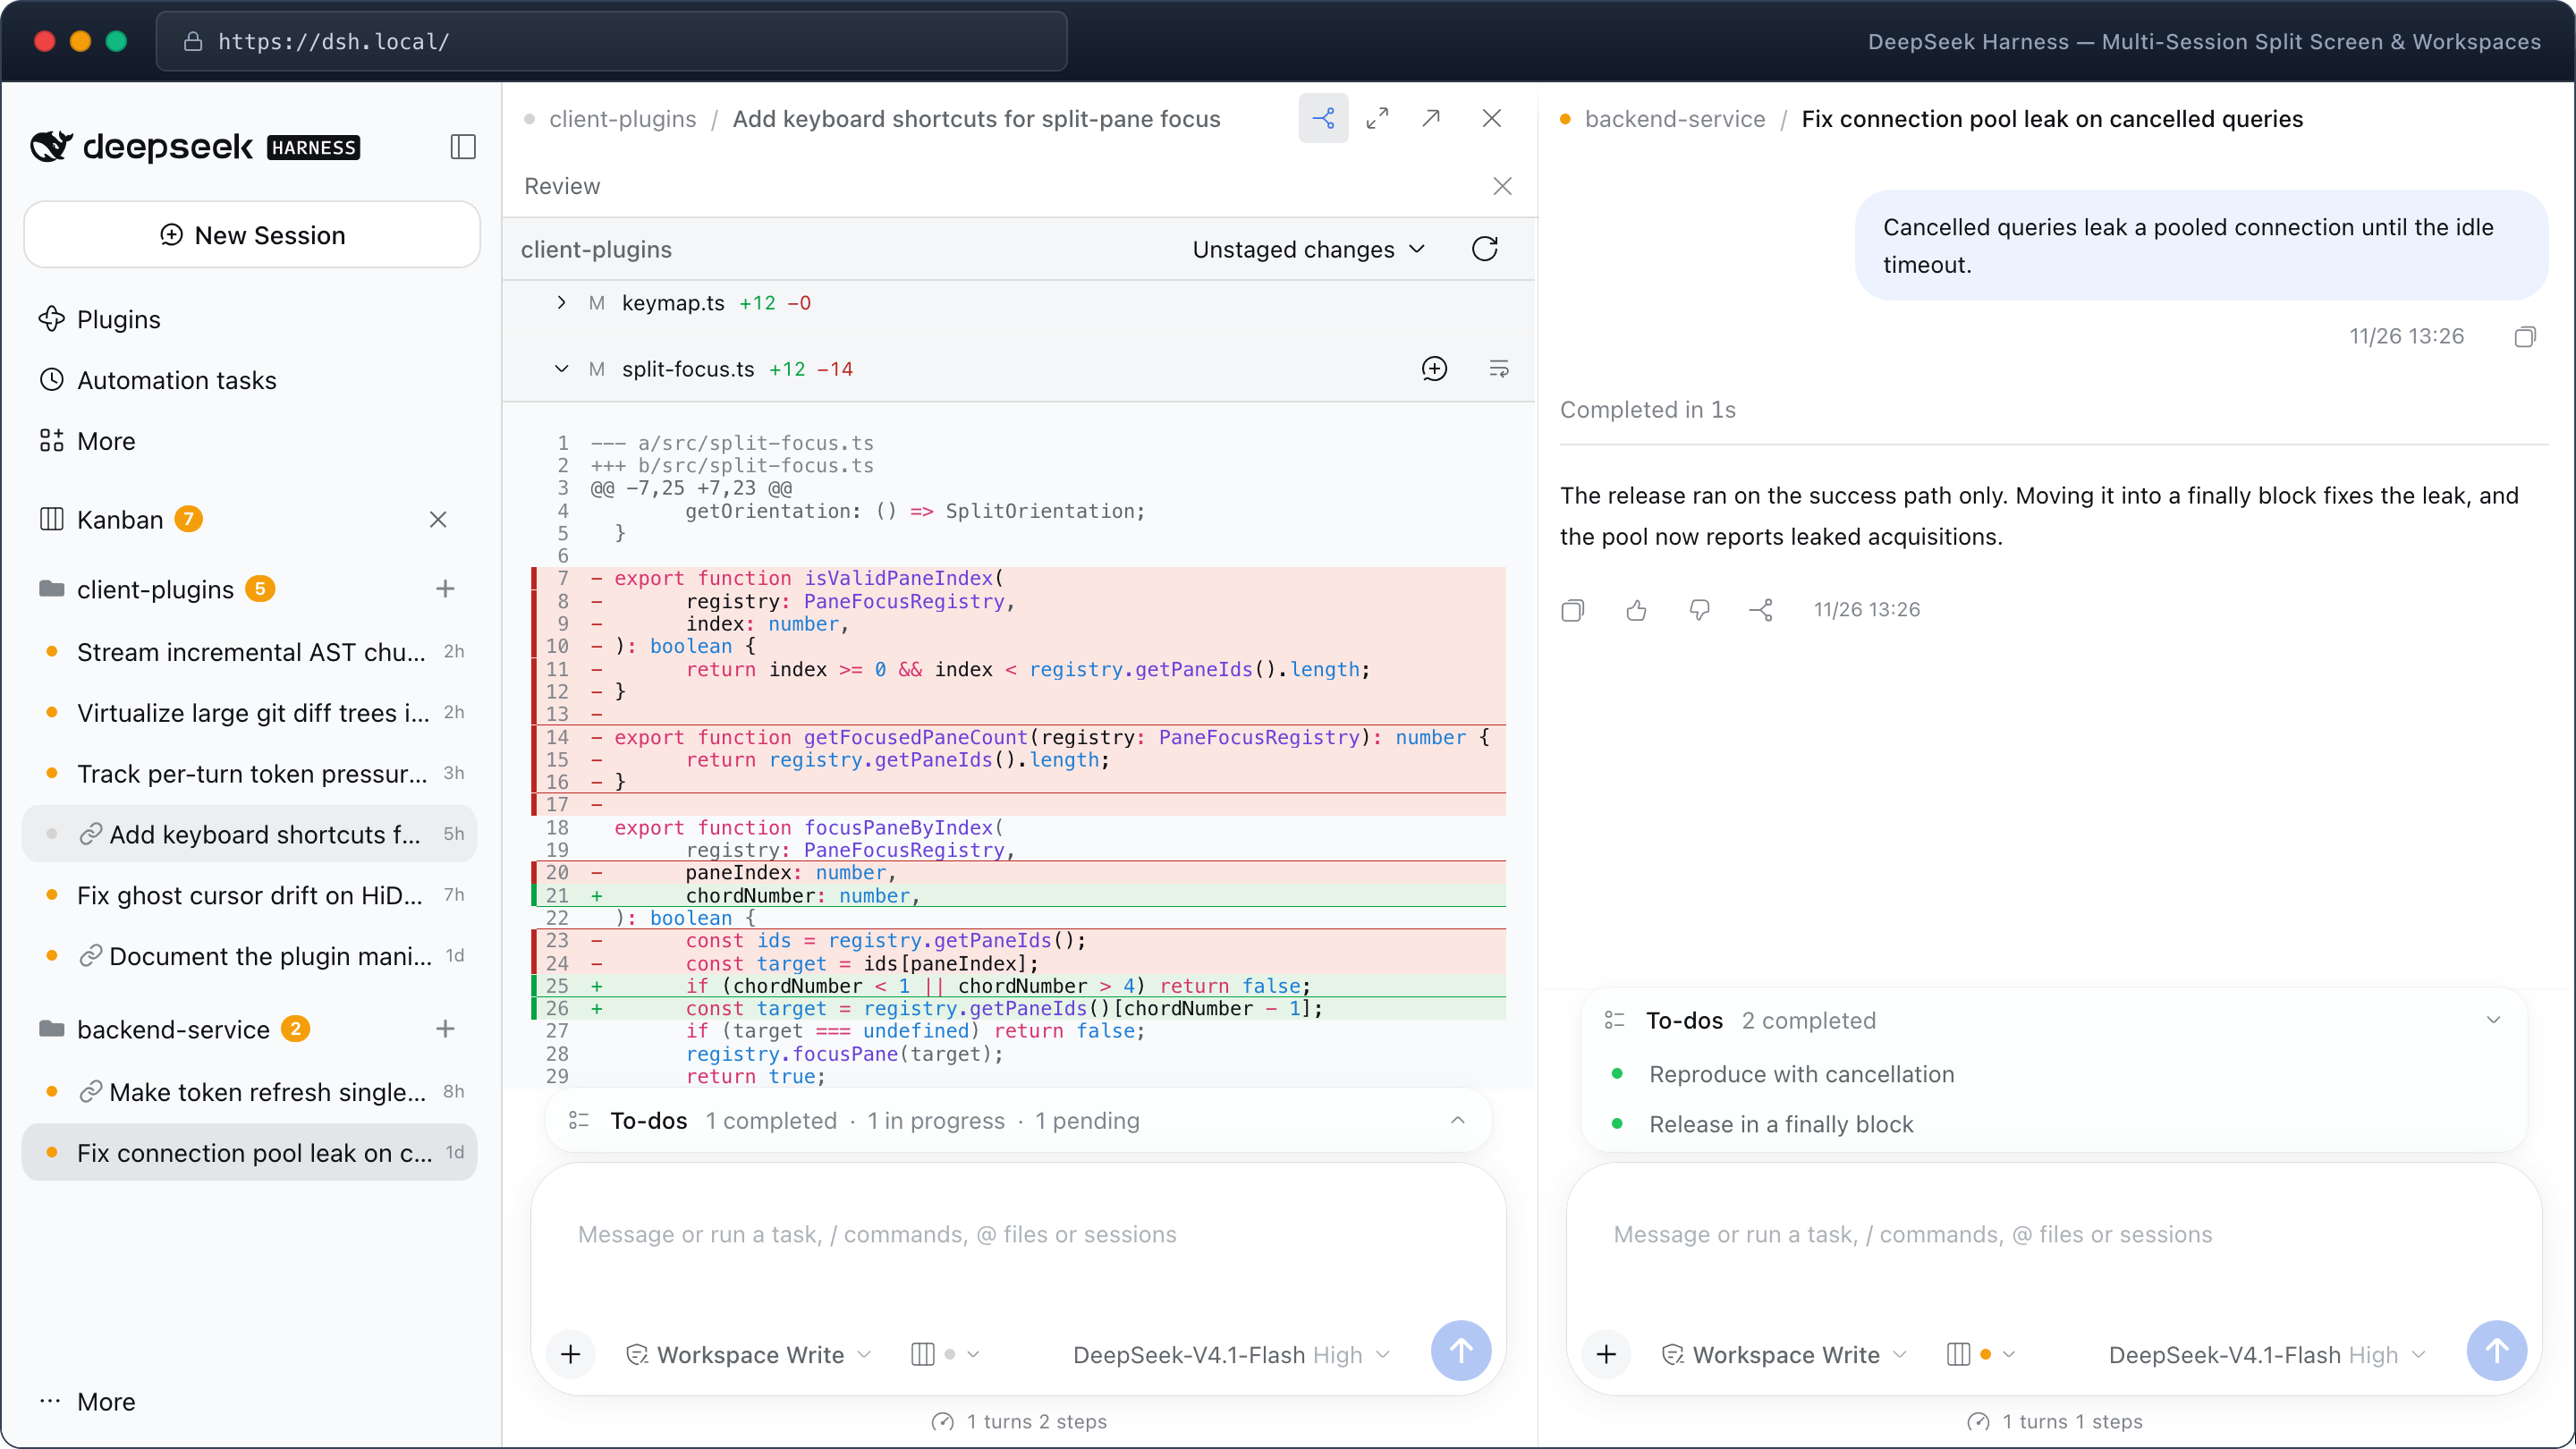 https://dsh.local/
DeepSeek Harness — Multi-Session Split Screen & Workspaces
deepseek HARNESS
New Session
Plugins
Automation tasks
More
Kanban 7
client-plugins 5
Stream incremental AST chu... 2h
Virtualize large git diff trees i... 2h
Track per-turn token pressur... 3h
Add keyboard shortcuts f... 5h
Fix ghost cursor drift on HiD... 7h
Document the plugin mani... 1d
backend-service 2
Make token refresh single... 8h
Fix connection pool leak on c... 1d
More
client-plugins / Add keyboard shortcuts for split-pane focus
Review
client-plugins Unstaged changes
M keymap.ts +12 −0
M split-focus.ts +12 −14
1 --- a/src/split-focus.ts
2 +++ b/src/split-focus.ts
3 @@ -7,25 +7,23 @@
4 getOrientation: () => SplitOrientation;
5 }
6
7 - export function isValidPaneIndex(
8 - registry: PaneFocusRegistry,
9 - index: number,
10 - ): boolean {
11 - return index >= 0 && index < registry.getPaneIds().length;
12 - }
13 -
14 - export function getFocusedPaneCount(registry: PaneFocusRegistry): number {
15 - return registry.getPaneIds().length;
16 - }
17 -
18 export function focusPaneByIndex(
19 registry: PaneFocusRegistry,
20 - paneIndex: number,
21 + chordNumber: number,
22 ): boolean {
23 - const ids = registry.getPaneIds();
24 - const target = ids[paneIndex];
25 + if (chordNumber < 1 || chordNumber > 4) return false;
26 + const target = registry.getPaneIds()[chordNumber - 1];
27 if (target === undefined) return false;
28 registry.focusPane(target);
29 return true;
To-dos 1 completed · 1 in progress · 1 pending
Message or run a task, / commands, @ files or sessions
Workspace Write DeepSeek-V4.1-Flash High
1 turns 2 steps
backend-service / Fix connection pool leak on cancelled queries
Cancelled queries leak a pooled connection until the idle
timeout.
11/26 13:26
Completed in 1s
The release ran on the success path only. Moving it into a finally block fixes the leak, and
the pool now reports leaked acquisitions.
11/26 13:26
To-dos 2 completed
Reproduce with cancellation
Release in a finally block
Message or run a task, / commands, @ files or sessions
Workspace Write DeepSeek-V4.1-Flash High
1 turns 1 steps